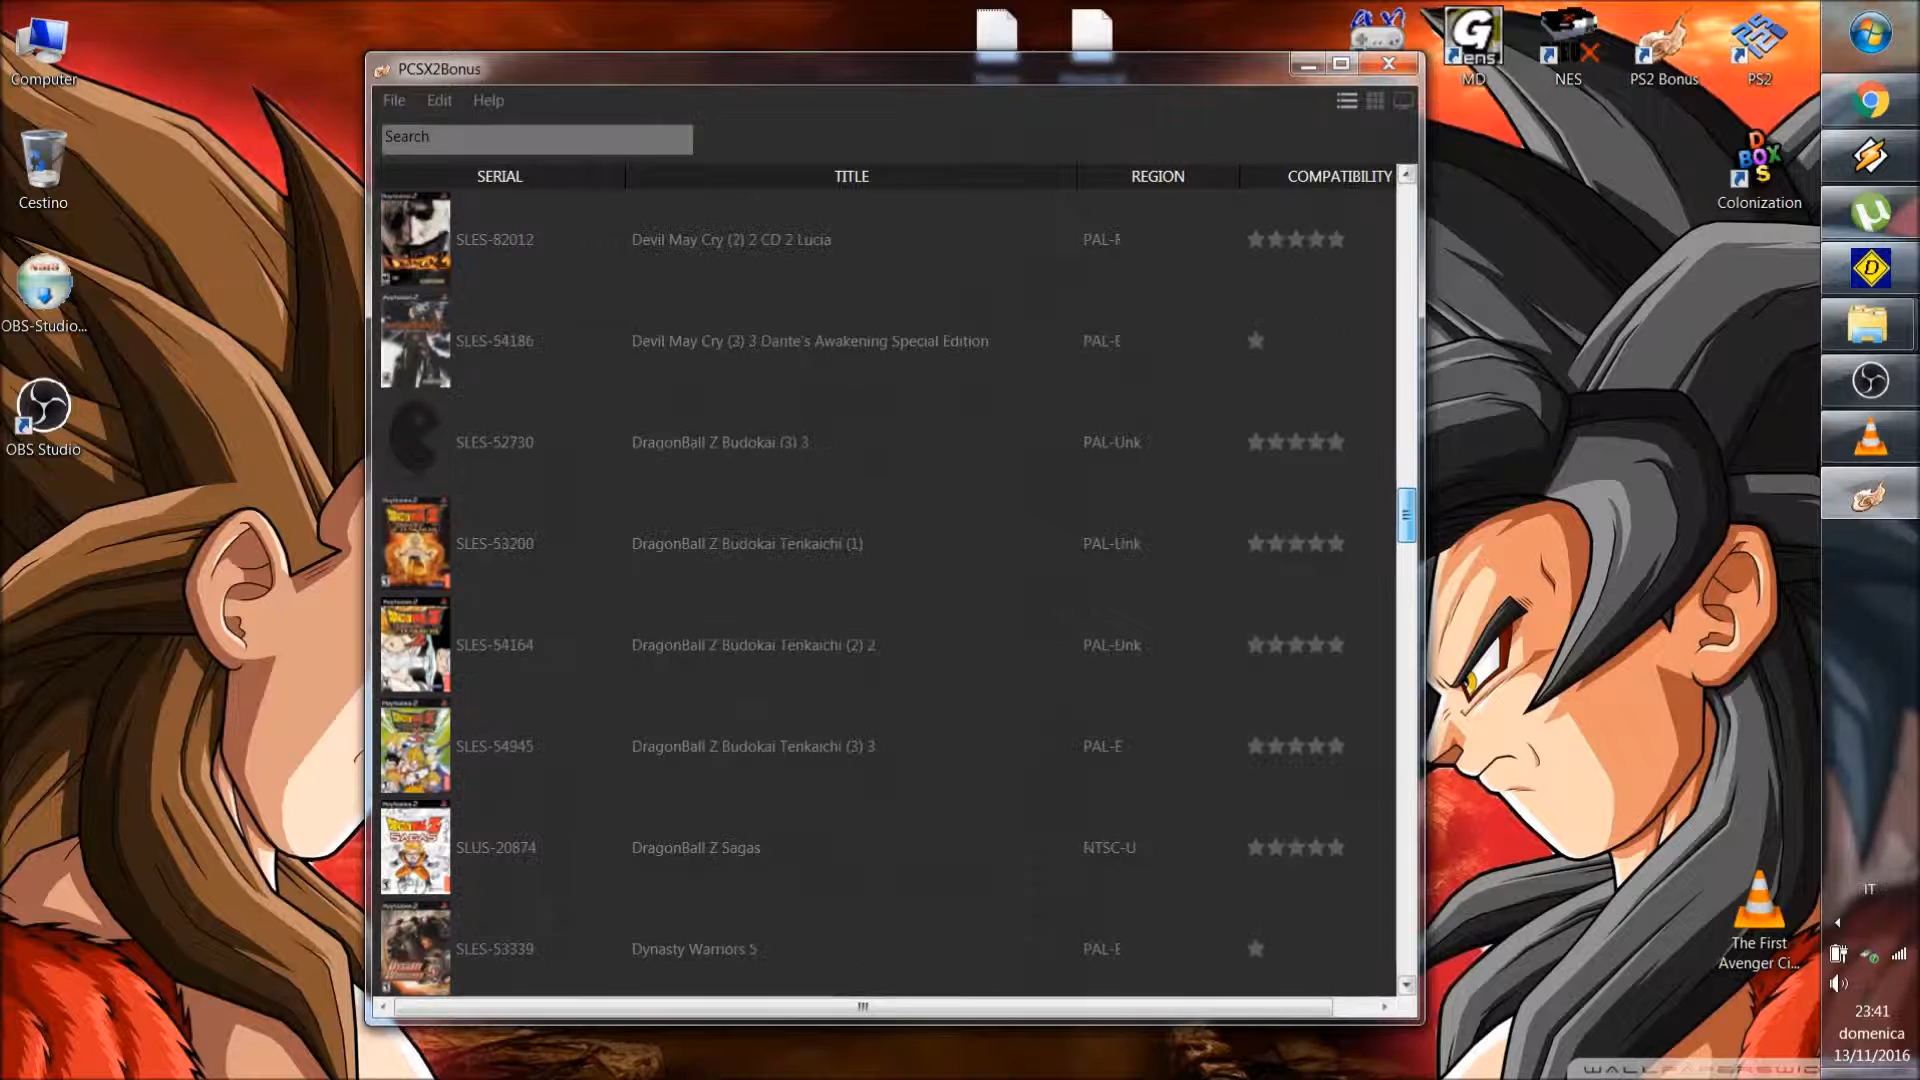 Computer
Cestino
OBS-Studio...
OBS Studio
PCSX2Bonus
File Edit Help
Search
SERIAL TITLE REGION COMPATIBILITY
SLES-82012 Devil May Cry (2) 2 CD 2 Lucia
SLES-54186 Devil May Cry (3) 3 Dante's Awakening Special Edition PAL-E
SLES-52730 DragonBall Z Budokai (3) 3 PAL-Unk
SLES-53200 DragonBall Z Budokai Tenkaichi (1) PAL-Unk
SLES-54164 DragonBall Z Budokai Tenkaichi (2) 2 PAL-Unk
SLES-54945 DragonBall Z Budokai Tenkaichi (3) 3 PAL-E
SLUS-20874 DragonBall Z Sagas NTSC-U
SLES-53339 Dynasty Warriors 5 PAL-E
MD
NES
PS2 Bonus
PS2
Colonization
The First
Avenger Ci...
IT
23:41
domenica
13/11/2016